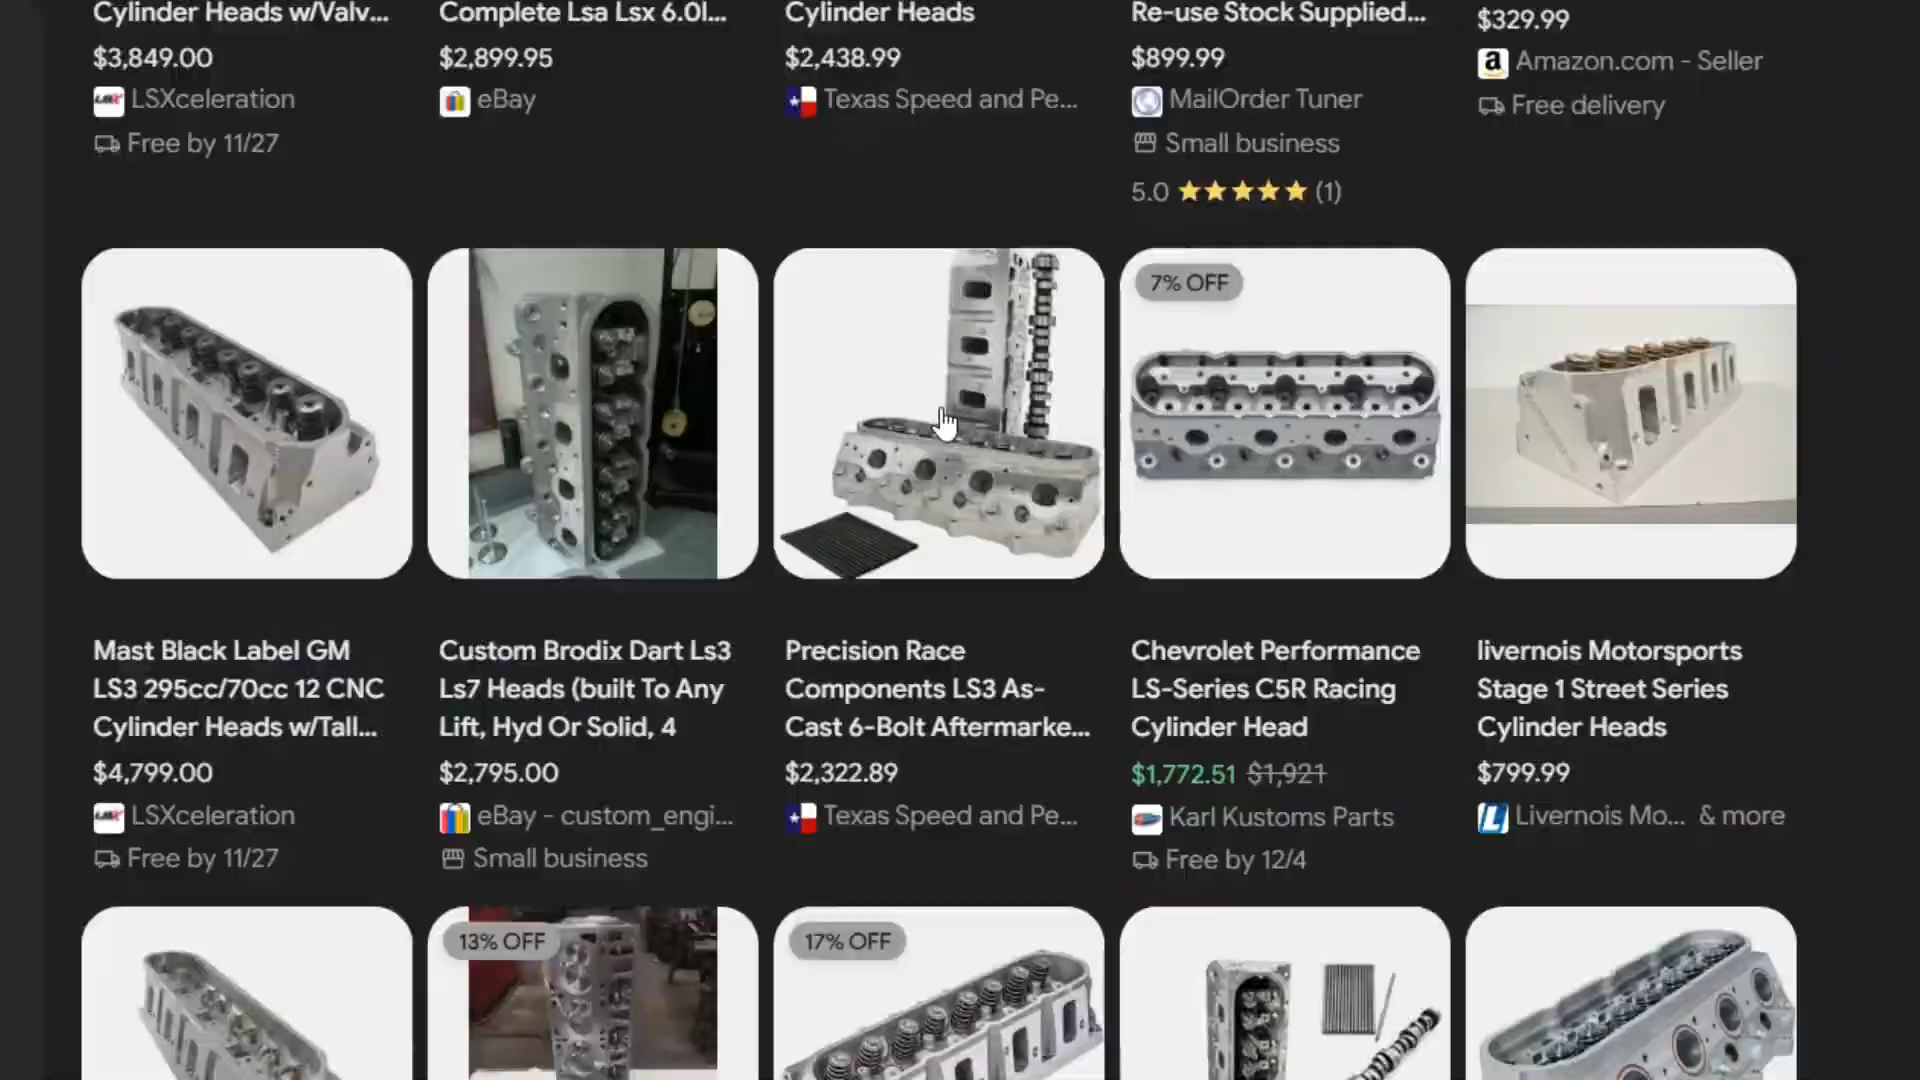 Cylinder Heads w/Valv...
$3,849.00
LSXceleration
Free by 11/27
Complete Lsa Lsx 6.0l...
$2,899.95
eBay
Cylinder Heads
$2,438.99
Texas Speed and Pe...
Re-use Stock Supplied...
$899.99
MailOrder Tuner
Small business
5.0 ★★★★★ (1)
$329.99
Amazon.com - Seller
Free delivery
Mast Black Label GM
LS3 295cc/70cc 12 CNC
Cylinder Heads w/Tall...
$4,799.00
LSXceleration
Free by 11/27
Custom Brodix Dart Ls3
Ls7 Heads (built To Any
Lift, Hyd Or Solid, 4
$2,795.00
eBay - custom_engi...
Small business
Precision Race
Components LS3 As-
Cast 6-Bolt Aftermarke...
$2,322.89
Texas Speed and Pe...
7% OFF
Chevrolet Performance
LS-Series C5R Racing
Cylinder Head
$1,772.51 $1,921
Karl Kustoms Parts
Free by 12/4
livernois Motorsports
Stage 1 Street Series
Cylinder Heads
$799.99
Livernois Mo... & more
13% OFF
17% OFF